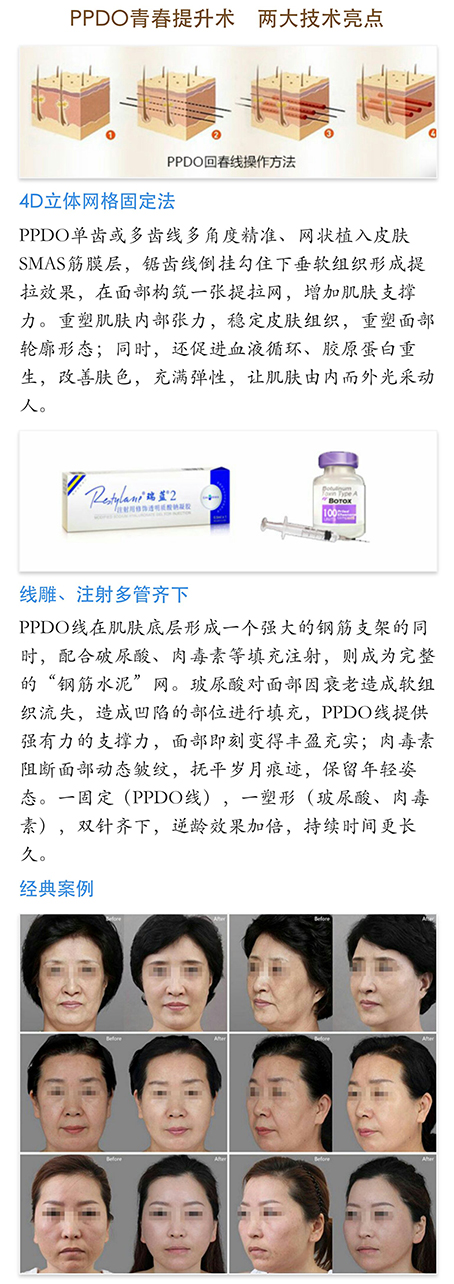 PPDO青春提升术 两大技术亮点
1 2 3 4
PPDO回春线操作方法
4D立体网格固定法
PPDO单齿或多齿线多角度精准、网状植入皮肤
SMAS筋膜层，锯齿线倒挂勾住下垂软组织形成提
拉效果，在面部构筑一张提拉网，增加肌肤支撑
力。重塑肌肤内部张力，稳定皮肤组织，重塑面部
轮廓形态；同时，还促进血液循环、胶原蛋白重
生，改善肤色，充满弹性，让肌肤由内而外光采动
人。
Restylane 瑞蓝2
注射用修饰透明质酸钠凝胶
Botulinum
Toxin Type A
BOTOX
100
线雕、注射多管齐下
PPDO线在肌肤底层形成一个强大的钢筋支架的同
时，配合破尿酸、肉毒素等填充注射，则成为完整
的“钢筋水泥”网。玻尿酸对面部因衰老造成软组
织流失，造成凹陷的部位进行填充，PPDO线提供
强有力的支撑力，面部即刻变得丰盈充实；肉毒素
阻断面部动态皱纹，抚平岁月痕迹，保留年轻姿
态。一固定（PPDO线），一塑形（玻尿酸、肉毒
素），双针齐下，逆龄效果加倍，持续时间更长
久。
经典案例
Before After Before After
Before After Before After
Before After Before After